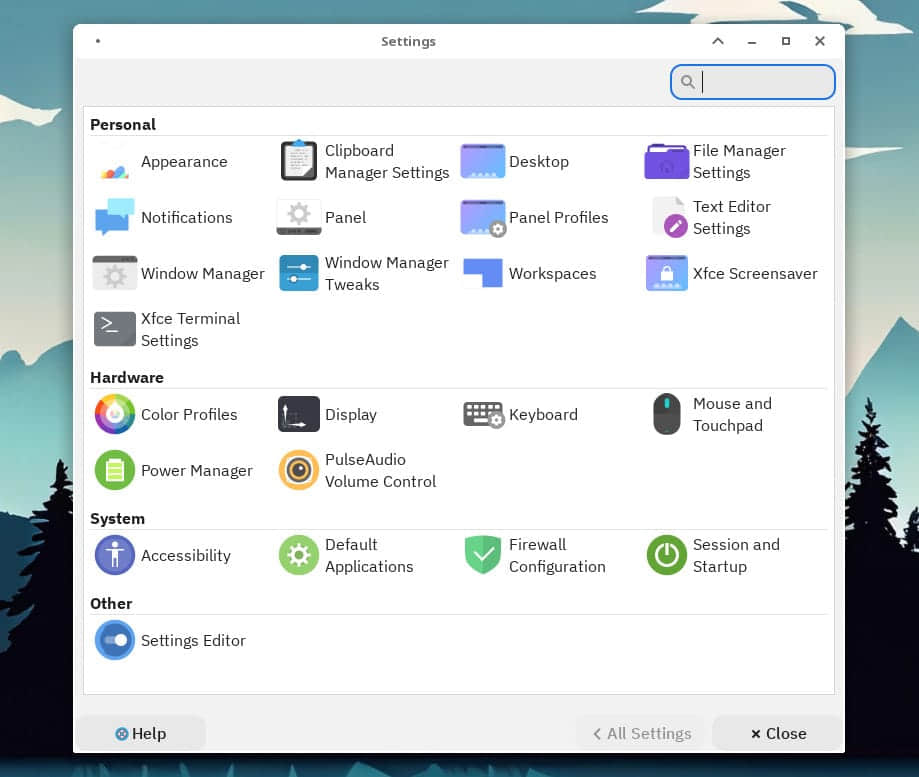 Settings
Personal
Appearance
Clipboard
Manager Settings
Desktop
File Manager
Settings
Notifications
Panel
Panel Profiles
Text Editor
Settings
Window Manager
Window Manager
Tweaks
Workspaces
Xfce Screensaver
Xfce Terminal
Settings
Hardware
Color Profiles
Display
Keyboard
Mouse and
Touchpad
Power Manager
PulseAudio
Volume Control
System
Accessibility
Default
Applications
Firewall
Configuration
Session and
Startup
Other
Settings Editor
Help
All Settings
Close